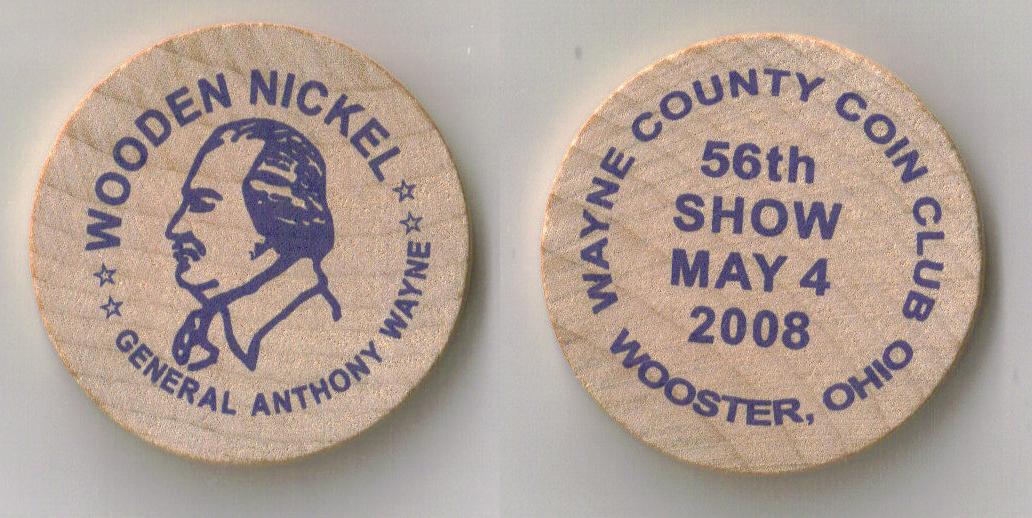 WOODEN NICKEL
GENERAL ANTHONY WAYNE
WAYNE COUNTY COIN CLUB
56th
SHOW
MAY 4
2008
WOOSTER, OHIO